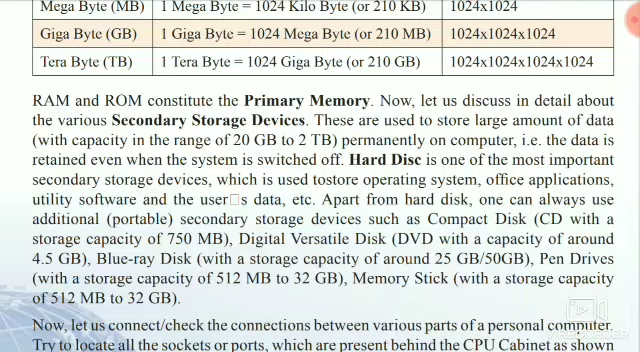 Mega Byte (MB) 1 Mega Byte = 1024 Kilo Byte (or 210 KB) 1024x1024
Giga Byte (GB) 1 Giga Byte = 1024 Mega Byte (or 210 MB) 1024x1024x1024
Tera Byte (TB) 1 Tera Byte = 1024 Giga Byte (or 210 GB) 1024x1024x1024x1024
RAM and ROM constitute the Primary Memory. Now, let us discuss in detail about
the various Secondary Storage Devices. These are used to store large amount of data
(with capacity in the range of 20 GB to 2 TB) permanently on computer, i.e. the data is
retained even when the system is switched off. Hard Disc is one of the most important
secondary storage devices, which is used tostore operating system, office applications,
utility software and the user□s data, etc. Apart from hard disk, one can always use
additional (portable) secondary storage devices such as Compact Disk (CD with a
storage capacity of 750 MB), Digital Versatile Disk (DVD with a capacity of around
4.5 GB), Blue-ray Disk (with a storage capacity of around 25 GB/50GB), Pen Drives
(with a storage capacity of 512 MB to 32 GB), Memory Stick (with a storage capacity
of 512 MB to 32 GB).
Now, let us connect/check the connections between various parts of a personal computer.
Try to locate all the sockets or ports, which are present behind the CPU Cabinet as shown